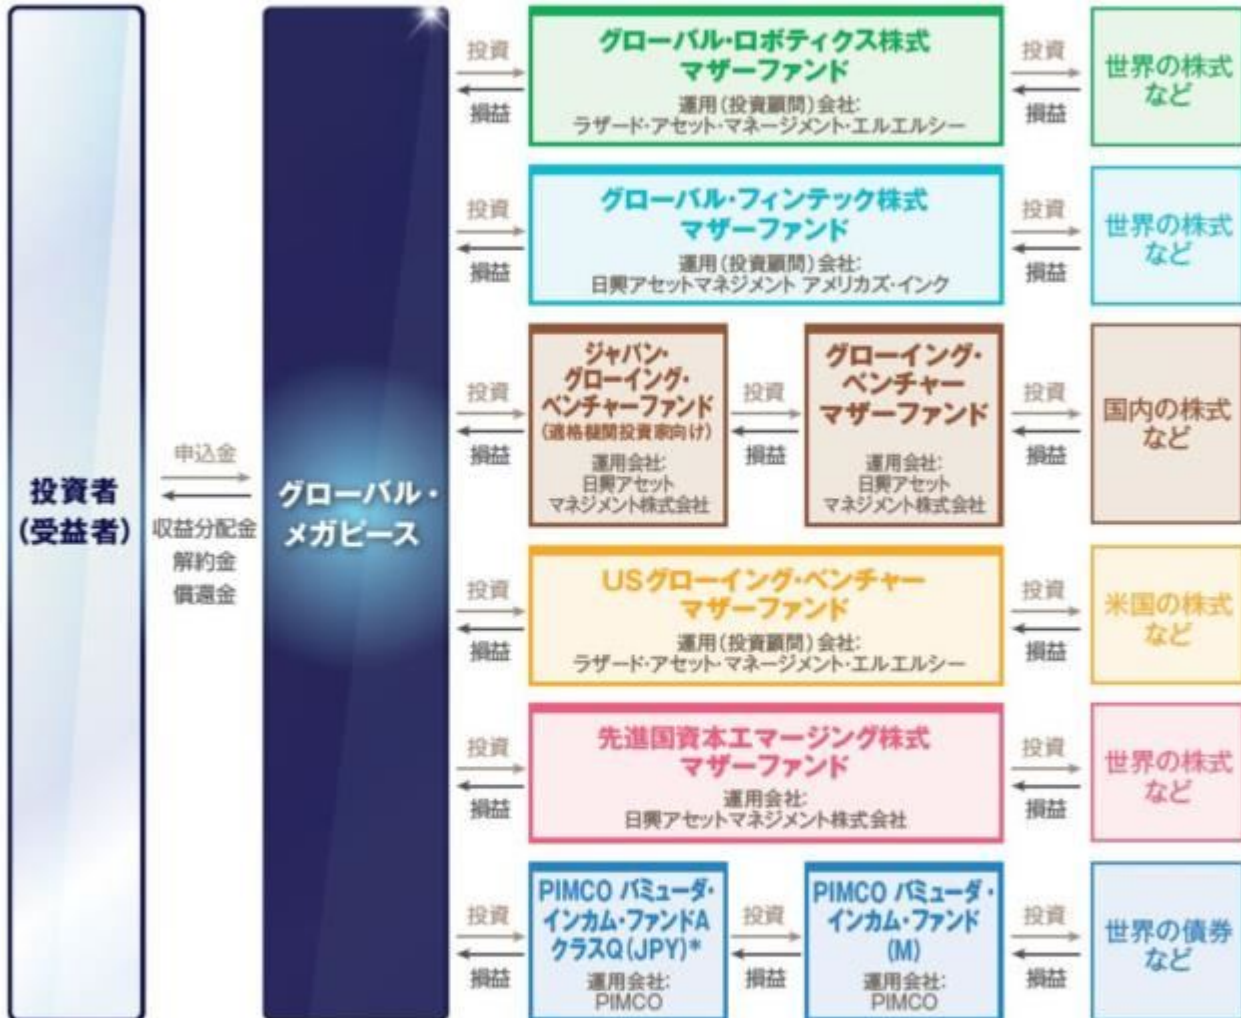 投資者
(受益者)
申込金
収益分配金
解約金
償還金
グローバル・
メガピース
投資
損益
グローバル・ロボティクス株式
マザーファンド
運用(投資顧問)会社:
ラザード・アセット・マネージメント・エルエルシー
投資
損益
世界の株式
など
投資
損益
グローバル・フィンテック株式
マザーファンド
運用(投資顧問)会社:
日興アセットマネジメント アメリカズ・インク
投資
損益
世界の株式
など
投資
損益
ジャパン・
グローイング・
ベンチャーファンド
(適格機関投資家向け)
運用会社:
日興アセット
マネジメント株式会社
投資
損益
グローイング・
ベンチャー
マザーファンド
運用会社:
日興アセット
マネジメント株式会社
投資
損益
国内の株式
など
投資
損益
USグローイング・ベンチャー
マザーファンド
運用(投資顧問)会社:
ラザード・アセット・マネージメント・エルエルシー
投資
損益
米国の株式
など
投資
損益
先進国資本エマージング株式
マザーファンド
運用会社:
日興アセットマネジメント株式会社
投資
損益
世界の株式
など
投資
損益
PIMCO バミューダ・
インカム・ファンドA
クラスQ(JPY)*
運用会社:
PIMCO
投資
損益
PIMCO バミューダ・
インカム・ファンド
(M)
運用会社:
PIMCO
投資
損益
世界の債券
など